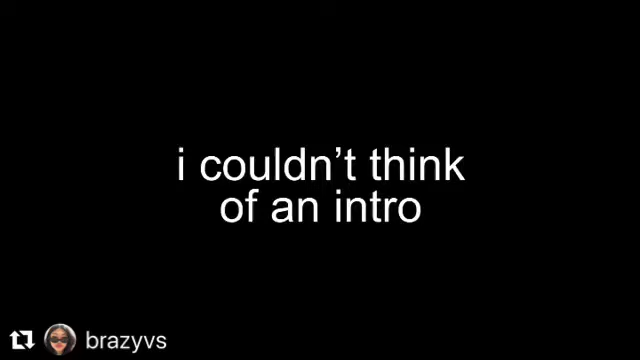 i couldn’t think
of an intro
brazyvs